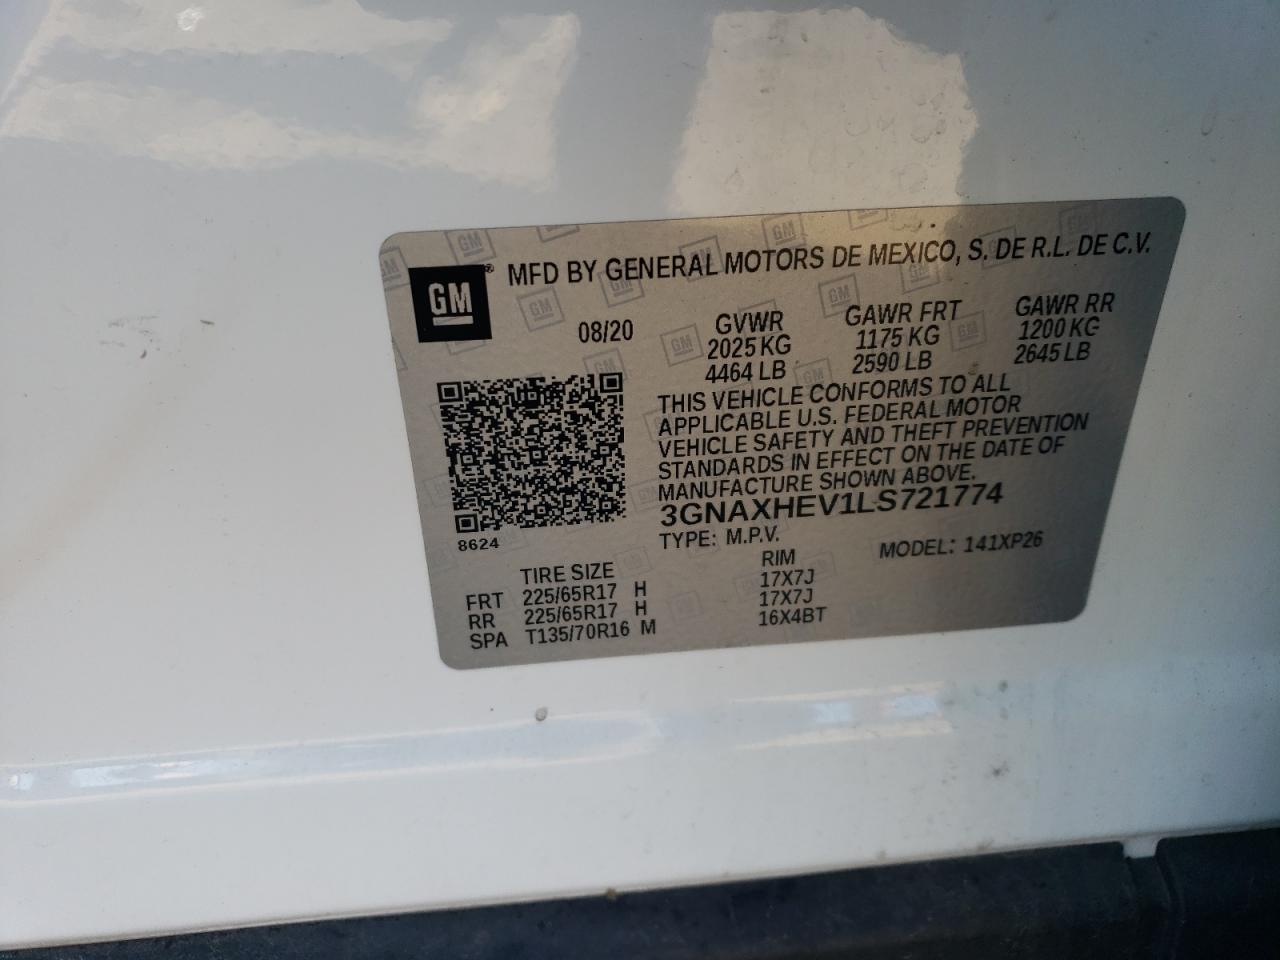 GM
MFD BY GENERAL MOTORS DE MEXICO, S. DE R.L. DE C.V.
08/20
GVWR
2025 KG
4464 LB
GAWR FRT
1175 KG
2590 LB
GAWR RR
1200 KG
2645 LB
THIS VEHICLE CONFORMS TO ALL
APPLICABLE U.S. FEDERAL MOTOR
VEHICLE SAFETY AND THEFT PREVENTION
STANDARDS IN EFFECT ON THE DATE OF
MANUFACTURE SHOWN ABOVE.
3GNAXHEV1LS721774
8624
TYPE: M.P.V.
MODEL: 141XP26
TIRE SIZE RIM
FRT 225/65R17 H 17X7J
RR 225/65R17 H 17X7J
SPA T135/70R16 M 16X4BT